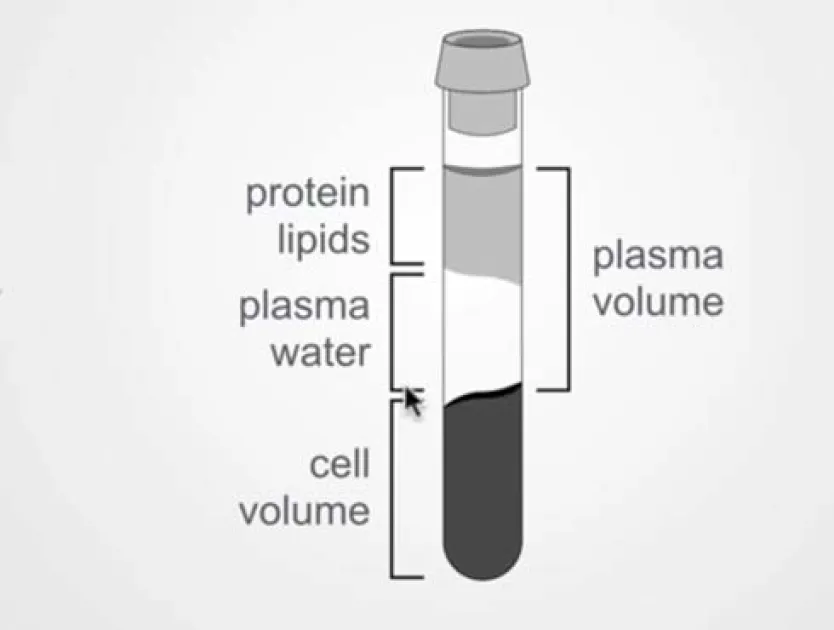 protein
lipids
plasma
water
cell
volume
plasma
volume